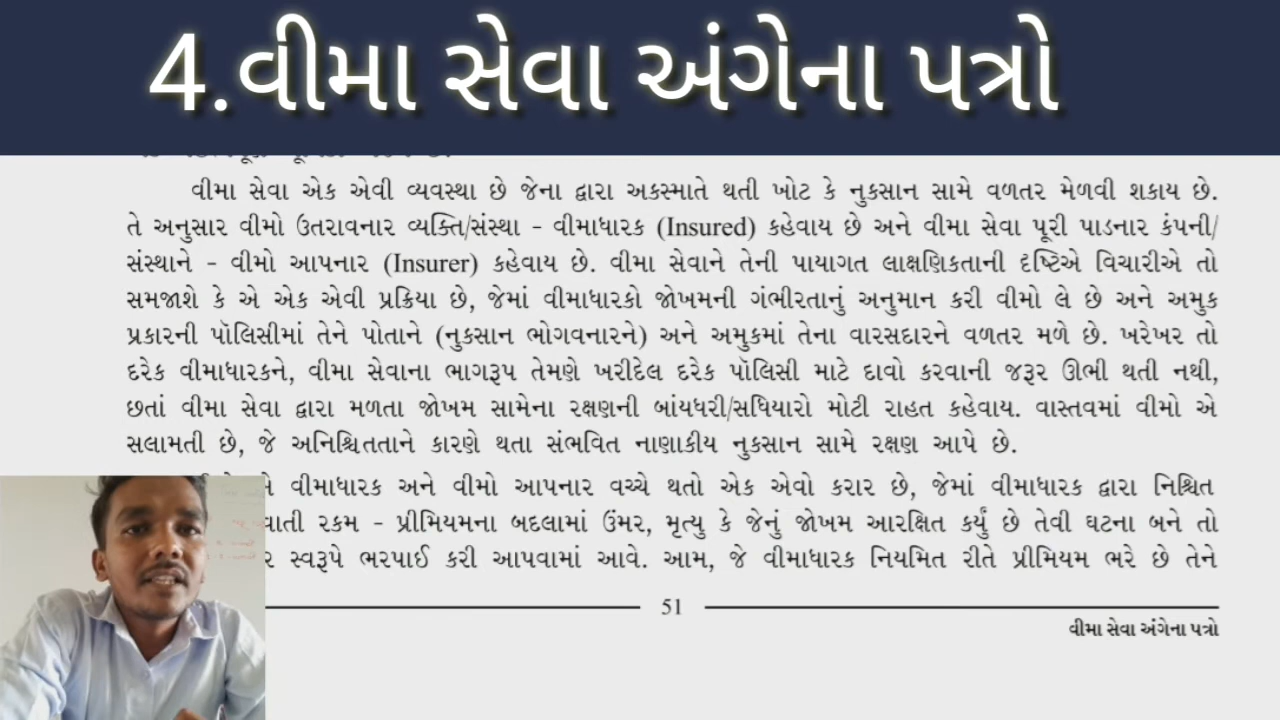 4.વીમા સેવા અંગેના પત્રો
વીમા સેવા એક એવી વ્યવસ્થા છે જેના દ્વારા અકસ્માતે થતી ખોટ કે નુકસાન સામે વળતર મેળવી શકાય છે.
તે અનુસાર વીમો ઉતરાવનાર વ્યક્તિ/સંસ્થા - વીમાધારક (Insured) કહેવાય છે અને વીમા સેવા પૂરી પાડનાર કંપની/
સંસ્થાને - વીમો આપનાર (Insurer) કહેવાય છે. વીમા સેવાને તેની પાયાગત લાક્ષણિકતાની દૃષ્ટિએ વિચારીએ તો
સમજાશે કે એ એક એવી પ્રક્રિયા છે, જેમાં વીમાધારકો જોખમની ગંભીરતાનું અનુમાન કરી વીમો લે છે અને અમુક
પ્રકારની પૉલિસીમાં તેને પોતાને (નુકસાન ભોગવનારને) અને અમુકમાં તેના વારસદારને વળતર મળે છે. ખરેખર તો
દરેક વીમાધારકને, વીમા સેવાના ભાગરૂપ તેમણે ખરીદેલ દરેક પૉલિસી માટે દાવો કરવાની જરૂર ઊભી થતી નથી,
છતાં વીમા સેવા દ્વારા મળતા જોખમ સામેના રક્ષણની બાંયધરી/સધિયારો મોટી રાહત કહેવાય. વાસ્તવમાં વીમો એ
સલામતી છે, જે અનિશ્ચિતતાને કારણે થતા સંભવિત નાણાકીય નુકસાન સામે રક્ષણ આપે છે.
વીમાધારક અને વીમો આપનાર વચ્ચે થતો એક એવો કરાર છે, જેમાં વીમાધારક દ્વારા નિશ્ચિત
રકમ - પ્રીમિયમના બદલામાં ઉંમર, મૃત્યુ કે જેનું જોખમ આરક્ષિત કર્યું છે તેવી ઘટના બને તો
સ્વરૂપે ભરપાઈ કરી આપવામાં આવે. આમ, જે વીમાધારક નિયમિત રીતે પ્રીમિયમ ભરે છે તેને
51
વીમા સેવા અંગેના પત્રો